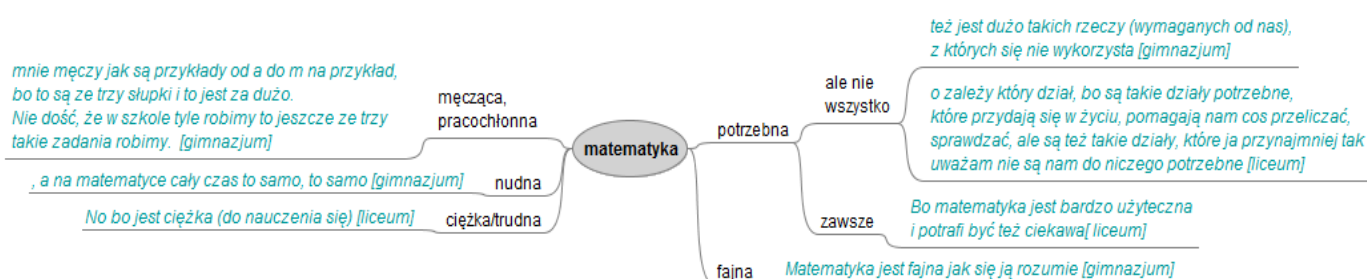 mnie męczy jak są przykłady od a do m na przykład,
bo to są ze trzy słupki i to jest za dużo.
Nie dość, że w szkole tyle robimy to jeszcze ze trzy
takie zadania robimy. [gimnazjum]
męcząca,
pracochłonna
, a na matematyce cały czas to samo, to samo [gimnazjum]
nudna
No bo jest ciężka (do nauczenia się) [liceum]
ciężka/trudna
matematyka
potrzebna
ale nie
wszystko
też jest dużo takich rzeczy (wymaganych od nas),
z których się nie wykorzysta [gimnazjum]
o zależy który dział, bo są takie działy potrzebne,
które przydają się w życiu, pomagają nam cos przeliczać,
sprawdzać, ale są też takie działy, które ja przynajmniej tak
uważam nie są nam do niczego potrzebne [liceum]
zawsze
Bo matematyka jest bardzo użyteczna
i potrafi być też ciekawa[ liceum]
fajna
Matematyka jest fajna jak się ją rozumie [gimnazjum]